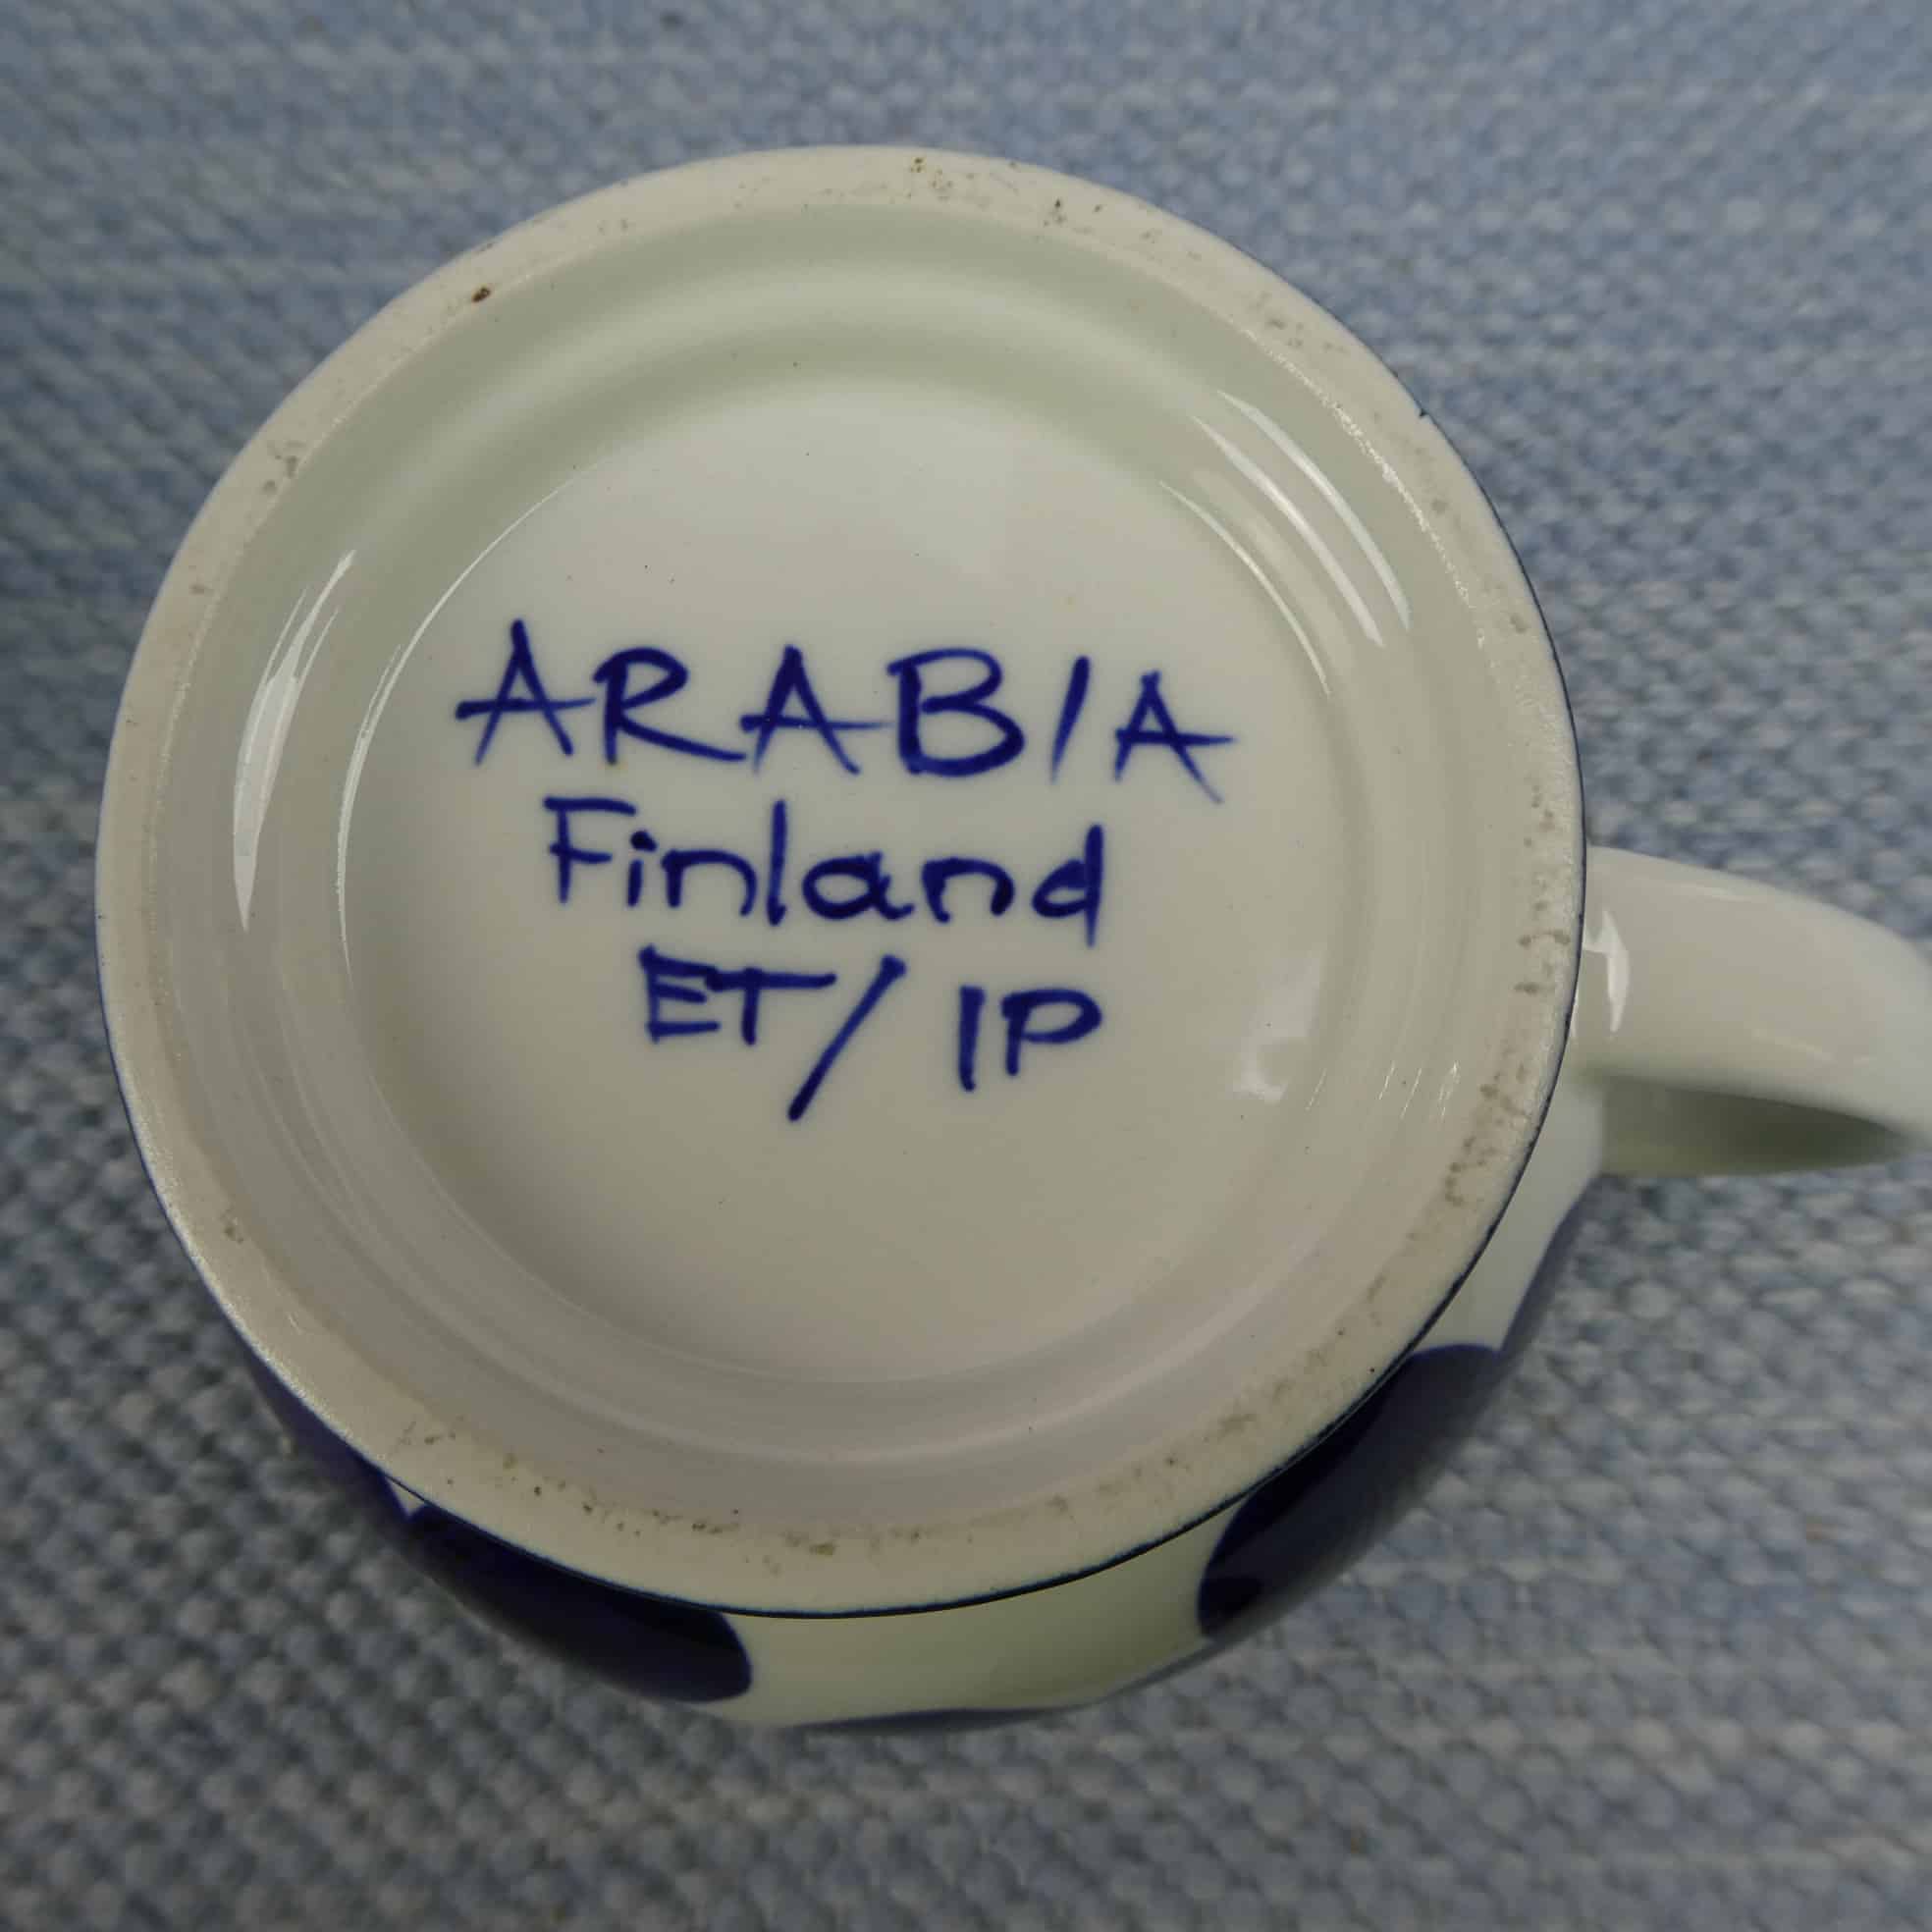 ARABIA
Finland
ET/ IP